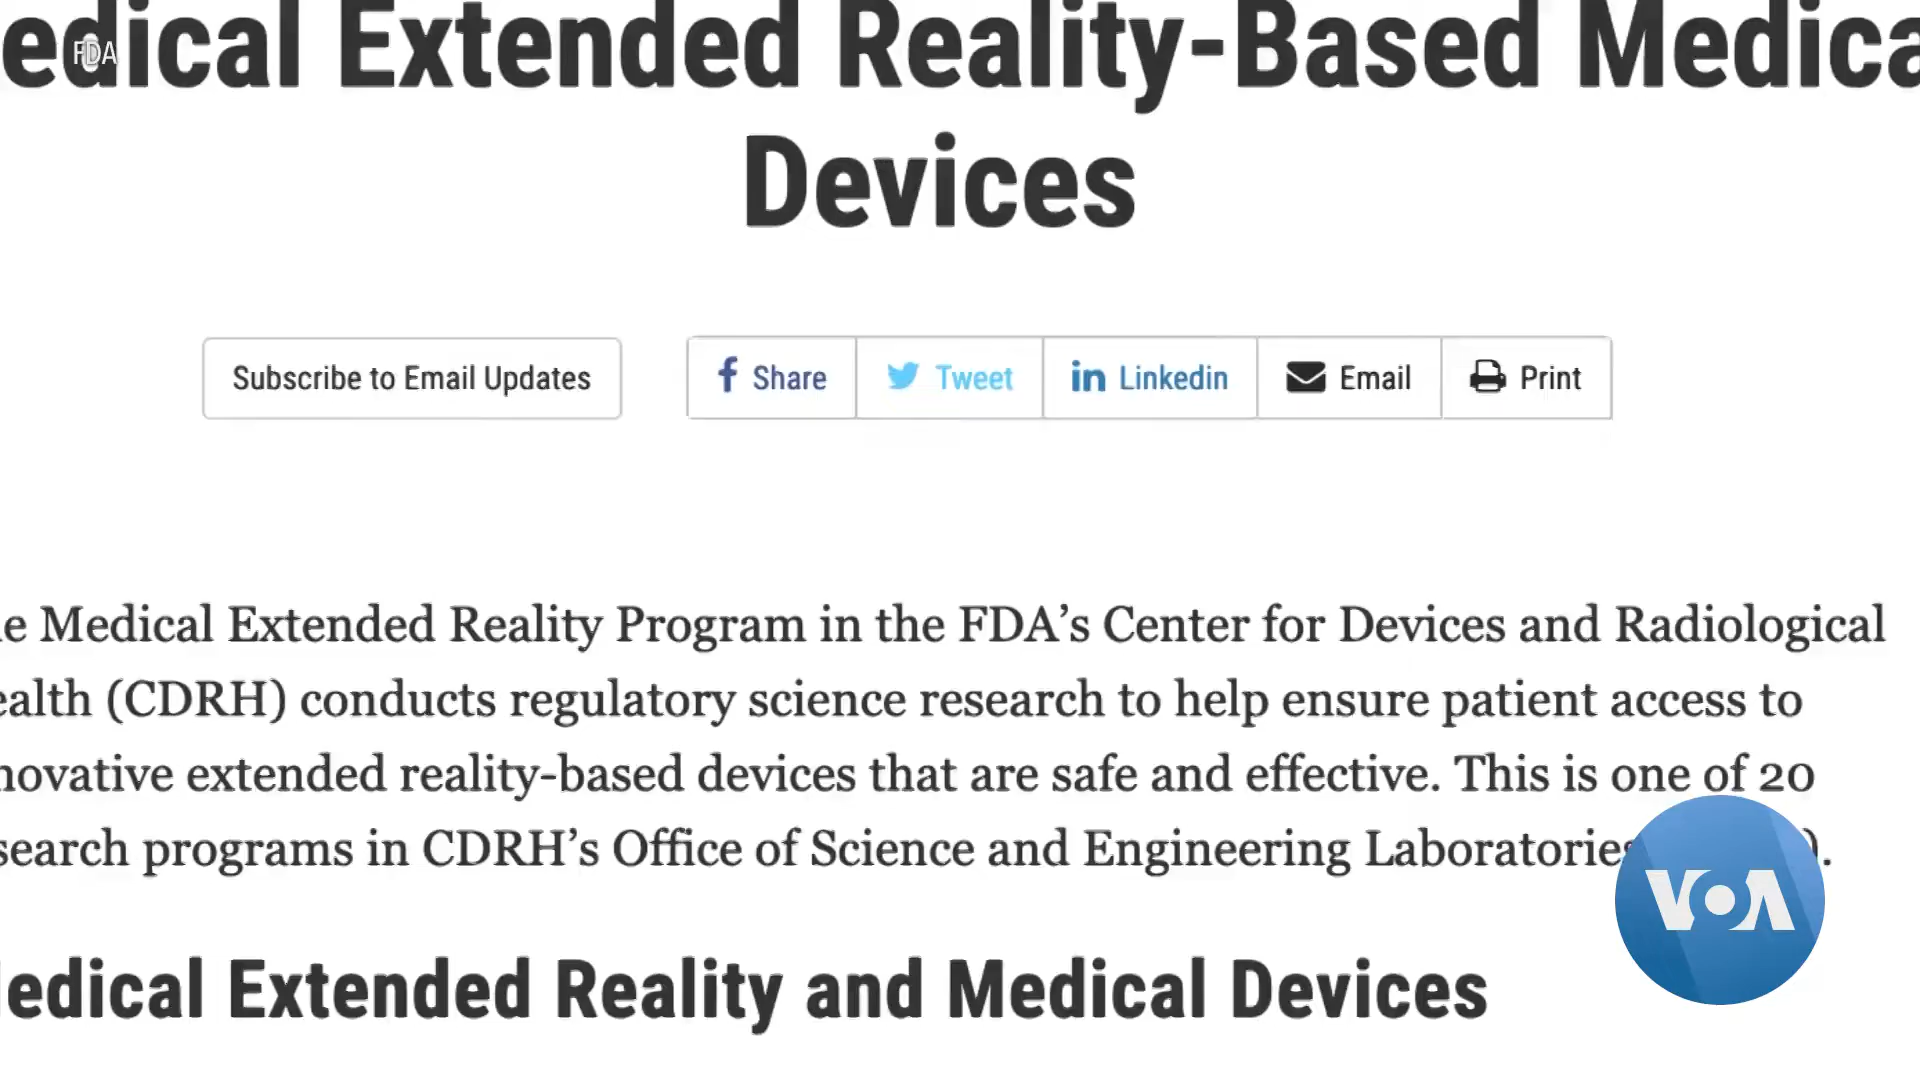 edical Extended Reality-Based Medica
FDA
Devices
Subscribe to Email Updates
Share
Tweet
Linkedin
Email
Print
e Medical Extended Reality Program in the FDA’s Center for Devices and Radiological
ealth (CDRH) conducts regulatory science research to help ensure patient access to
novative extended reality-based devices that are safe and effective. This is one of 20
search programs in CDRH’s Office of Science and Engineering Laboratories ).
edical Extended Reality and Medical Devices
VOA